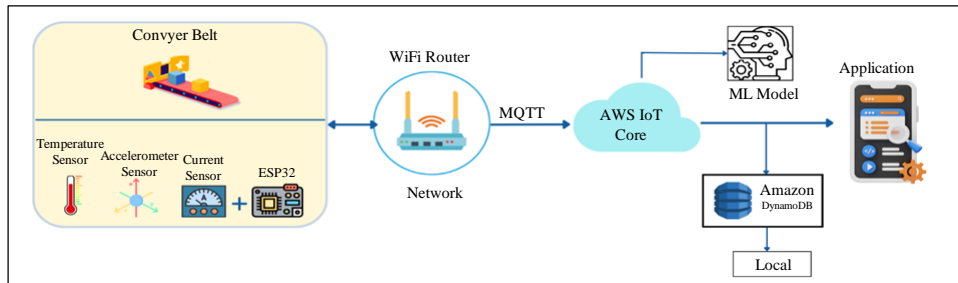 Convyer Belt
Temperature
Sensor
Accelerometer
Sensor
Current
Sensor
ESP32
A
WiFi Router
Network
MQTT
AWS IoT
Core
ML Model
Application
Amazon
DynamoDB
Local